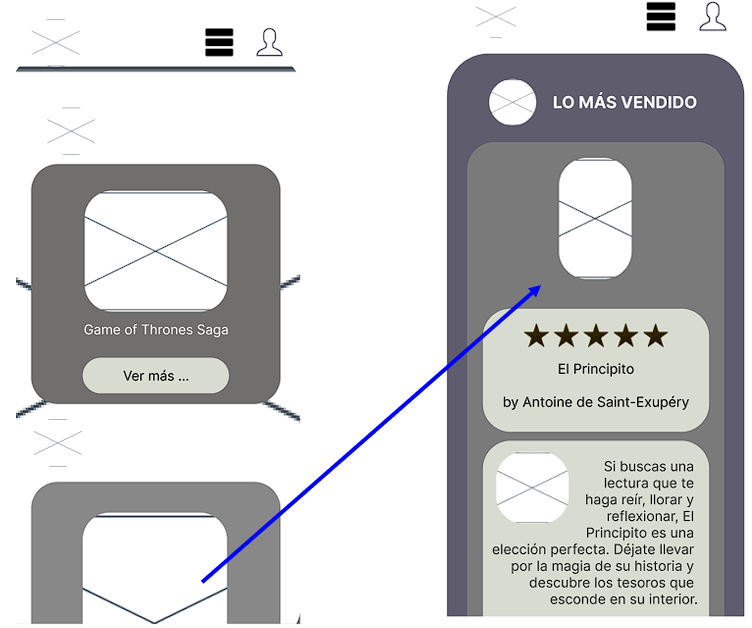 Game of Thrones Saga
Ver más ...
LO MÁS VENDIDO
El Principito
by Antoine de Saint-Exupéry
Si buscas una
lectura que te
haga reír, llorar y
reflexionar, El
Principito es una
elección perfecta. Déjate llevar
por la magia de su historia y
descubre los tesoros que
esconde en su interior.